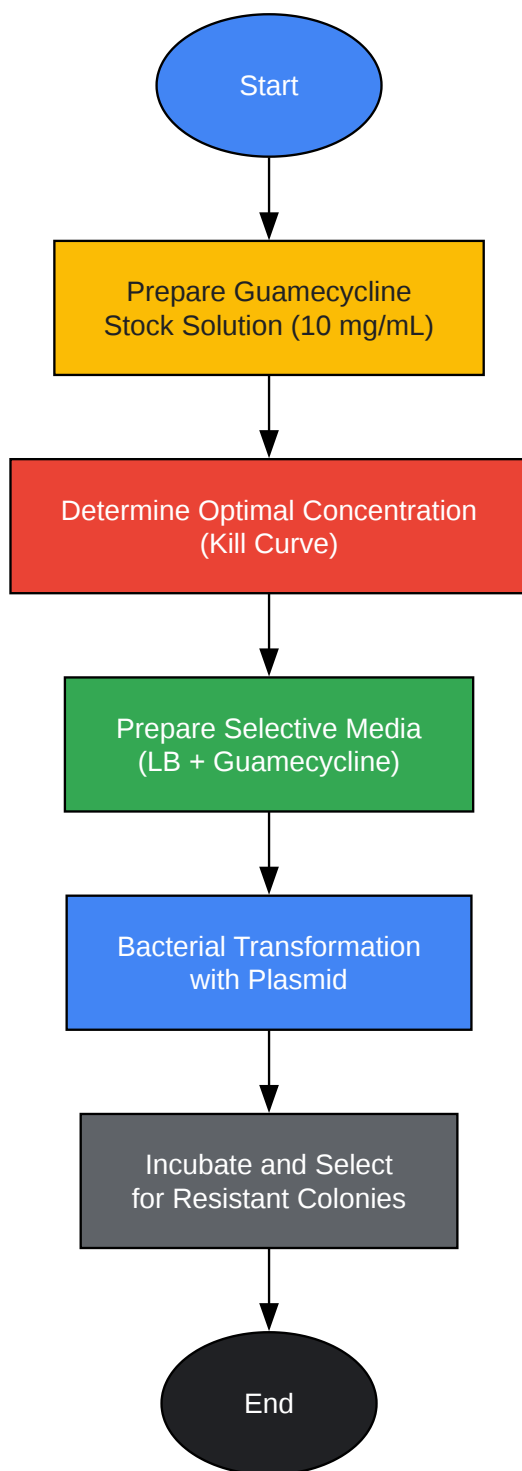 Start
Prepare Guamecycline
Stock Solution (10 mg/mL)
Determine Optimal Concentration
(Kill Curve)
Prepare Selective Media
(LB + Guamecycline)
Bacterial Transformation
with Plasmid
Incubate and Select
for Resistant Colonies
End